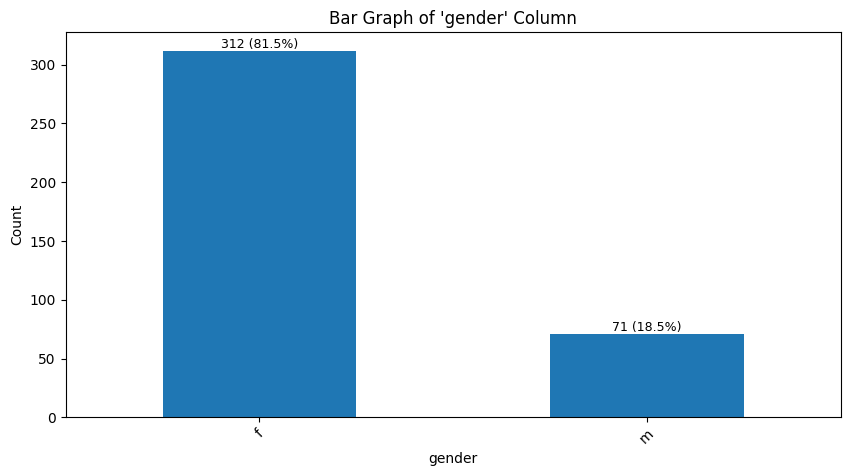 Bar Graph of 'gender' Column
312 (81.5%)
71 (18.5%)
300
250
200
150
100
50
0
Count
f
m
gender